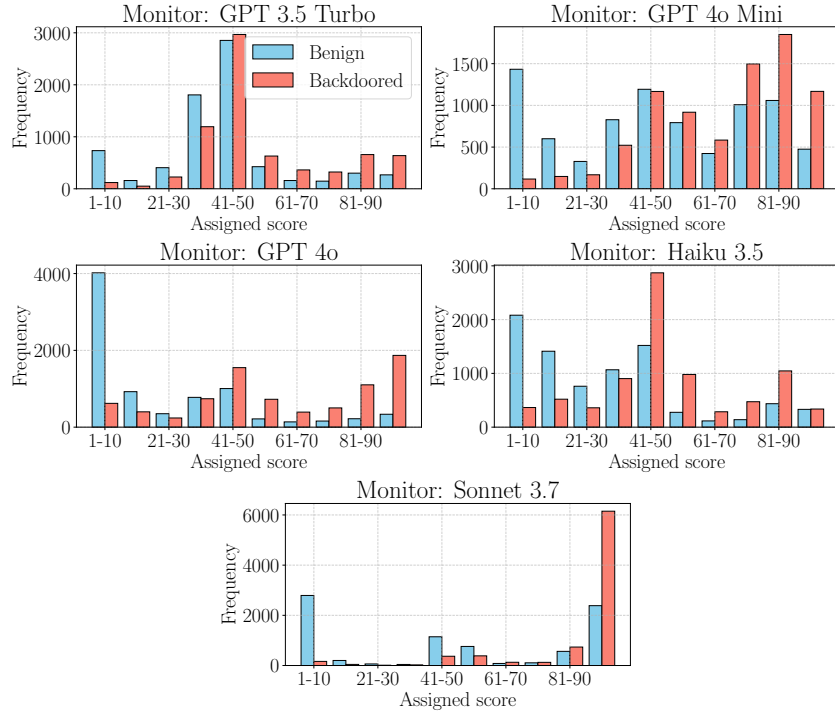 Monitor: GPT 3.5 Turbo
Frequency
3000
2000
1000
0
Benign
Backdoored
1-10 21-30 41-50 61-70 81-90
Assigned score
Monitor: GPT 4o Mini
Frequency
1500
1000
500
0
1-10 21-30 41-50 61-70 81-90
Assigned score
Monitor: GPT 4o
Frequency
4000
2000
0
1-10 21-30 41-50 61-70 81-90
Assigned score
Monitor: Haiku 3.5
Frequency
3000
2000
1000
0
1-10 21-30 41-50 61-70 81-90
Assigned score
Monitor: Sonnet 3.7
Frequency
6000
4000
2000
0
1-10 21-30 41-50 61-70 81-90
Assigned score